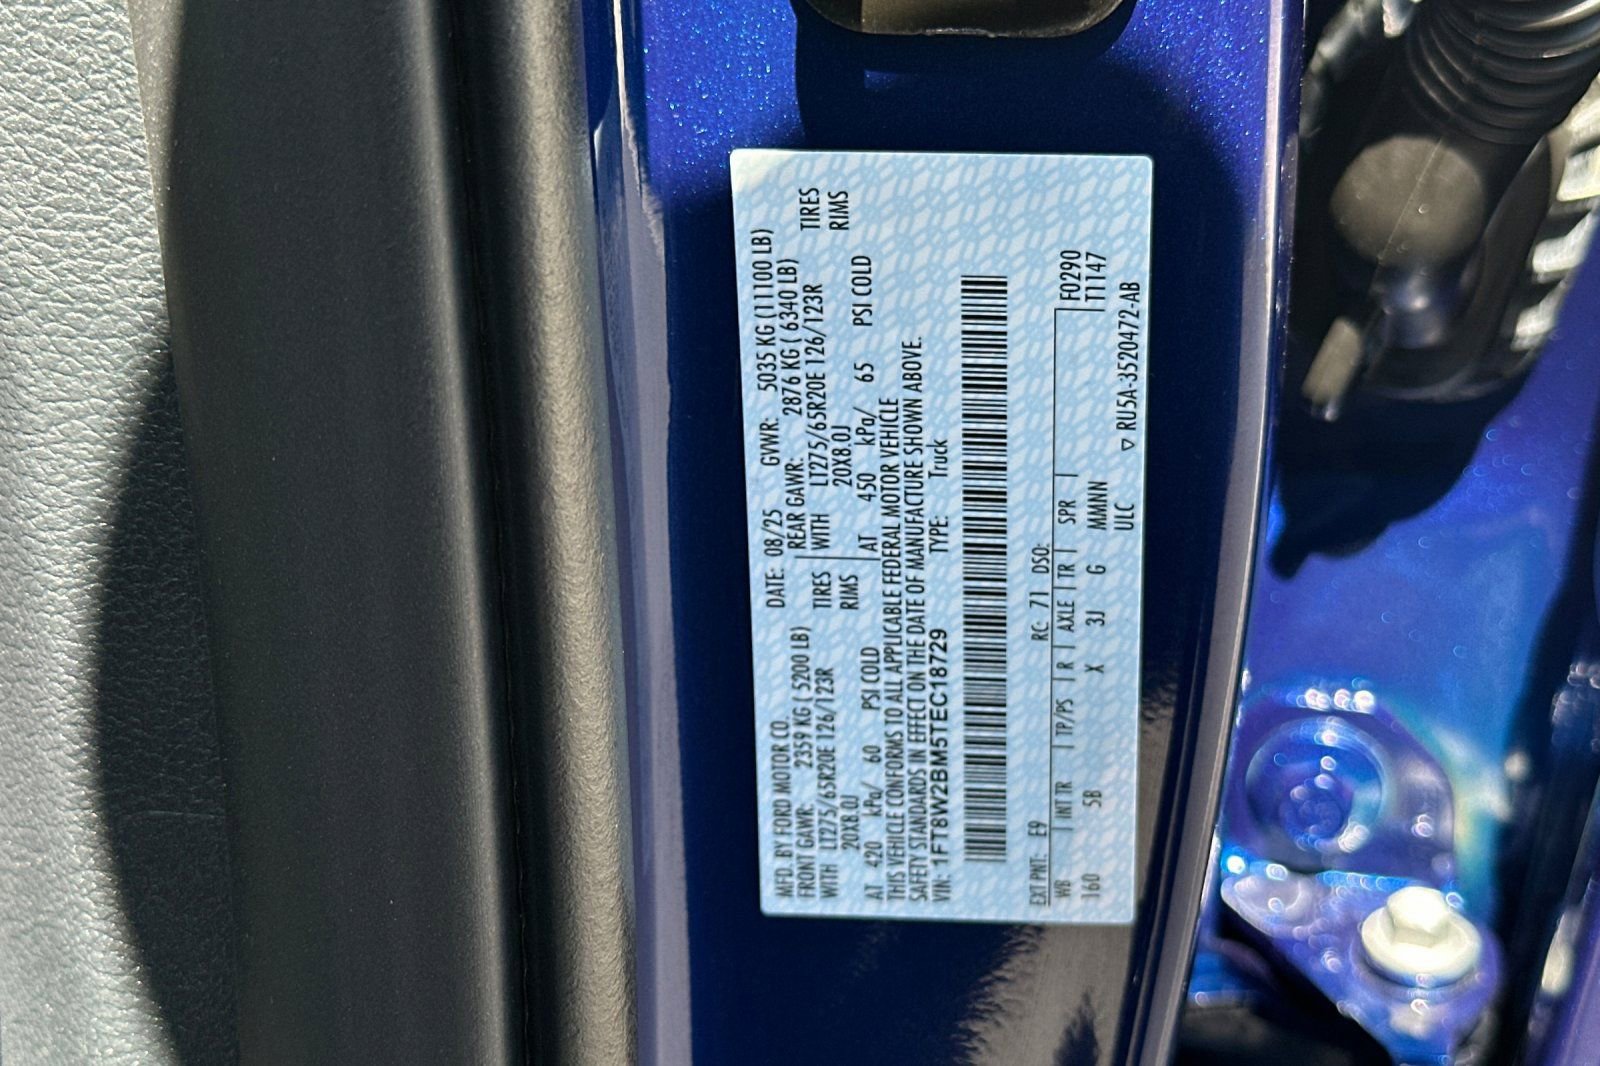 MFD. BY FORD MOTOR CO. DATE: 08/25 GVWR: 5035 KG (11100 LB)
FRONT GAWR: 2359 KG ( 5200 LB) REAR GAWR: 2876 KG ( 6340 LB)
WITH LT275/65R20E 126/123R TIRES WITH LT275/65R20E 126/123R TIRES
20X8.0J RIMS 20X8.0J RIMS
AT 420 kPa/ 60 PSI COLD AT 450 kPa/ 65 PSI COLD
THIS VEHICLE CONFORMS TO ALL APPLICABLE FEDERAL MOTOR VEHICLE
SAFETY STANDARDS IN EFFECT ON THE DATE OF MANUFACTURE SHOWN ABOVE.
VIN: 1FT8W2BM5TEC18729 TYPE: Truck
EXT PNT: E9 RC: 71 DSO: F0290
WB INT TR TP/PS R AXLE TR SPR T1147
160 5B X 3J G MMNNN
ULC ▽ RU5A-3520472-AB